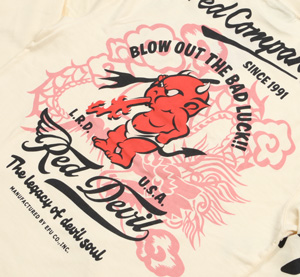 red Company
SINCE 1991
BLOW OUT THE BAD LUCK!!
L.R.D.
U.S.A.
Red Devil
The legacy of devil soul
MANUFACTURED BY EFU CO., INC.